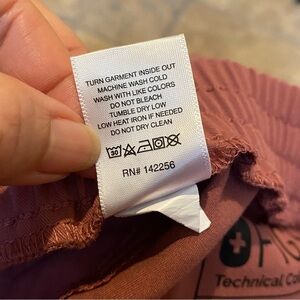 TURN GARMENT INSIDE OUT
MACHINE WASH COLD
WASH WITH LIKE COLORS
DO NOT BLEACH
TUMBLE DRY LOW
LOW HEAT IRON IF NEEDED
DO NOT DRY CLEAN
30
RN# 142256
Technical